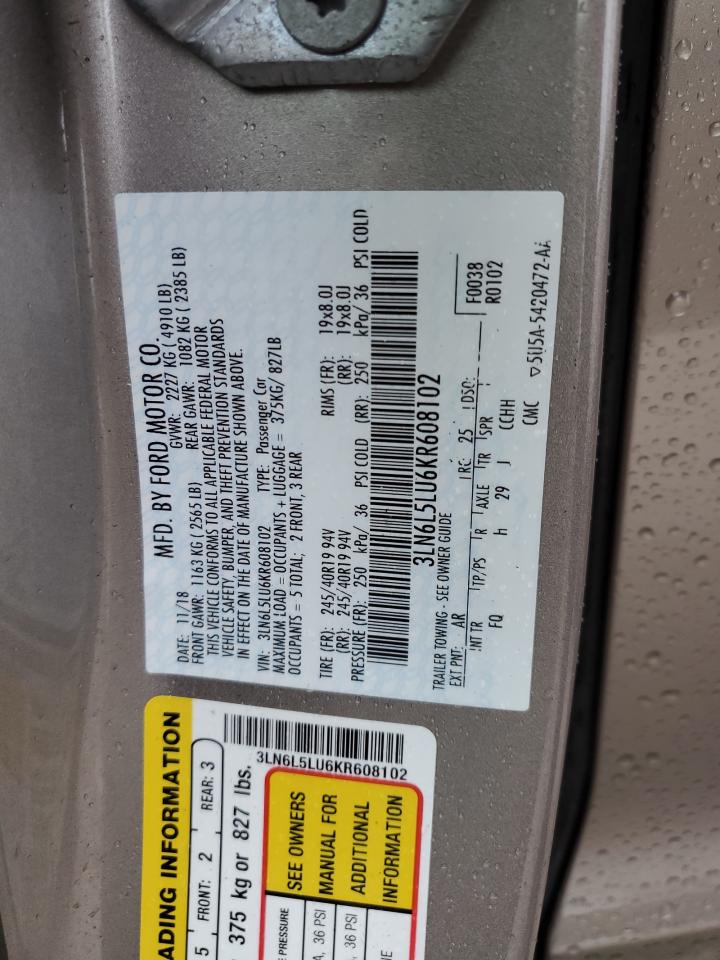 MFD. BY FORD MOTOR CO.
DATE: 11/18 GVWR: 2227 KG ( 4910 LB)
FRONT GAWR: 1163 KG ( 2565 LB) REAR GAWR: 1082 KG ( 2385 LB)
THIS VEHICLE CONFORMS TO ALL APPLICABLE FEDERAL MOTOR
VEHICLE SAFETY, BUMPER, AND THEFT PREVENTION STANDARDS
IN EFFECT ON THE DATE OF MANUFACTURE SHOWN ABOVE.
VIN: 3LN6L5LU6KR608102 TYPE: Passenger Car
MAXIMUM LOAD = OCCUPANTS + LUGGAGE = 375KG/ 827LB
OCCUPANTS = 5 TOTAL; 2 FRONT, 3 REAR
TIRE (FR): 245/40R19 94V RIMS (FR): 19x8.0J
(RR): 245/40R19 94V (RR): 19x8.0J
PRESSURE (FR): 250 kPa/ 36 PSI COLD (RR): 250 kPa/ 36 PSI COLD
3LN6L5LU6KR608102
TRAILER TOWING - SEE OWNER GUIDE
EXT PNT: AR RC: 25 DSO: F0038
R0102
INT TR TP/PS R AXLE TR SPR
FQ h 29 J CCHH
CMC 5U5A-5420472-AA
ADING INFORMATION
5 FRONT: 2 REAR: 3
375 kg or 827 lbs.
3LN6L5LU6KR608102
PRESSURE
36 PSI
36 PSI
SEE OWNERS
MANUAL FOR
ADDITIONAL
INFORMATION